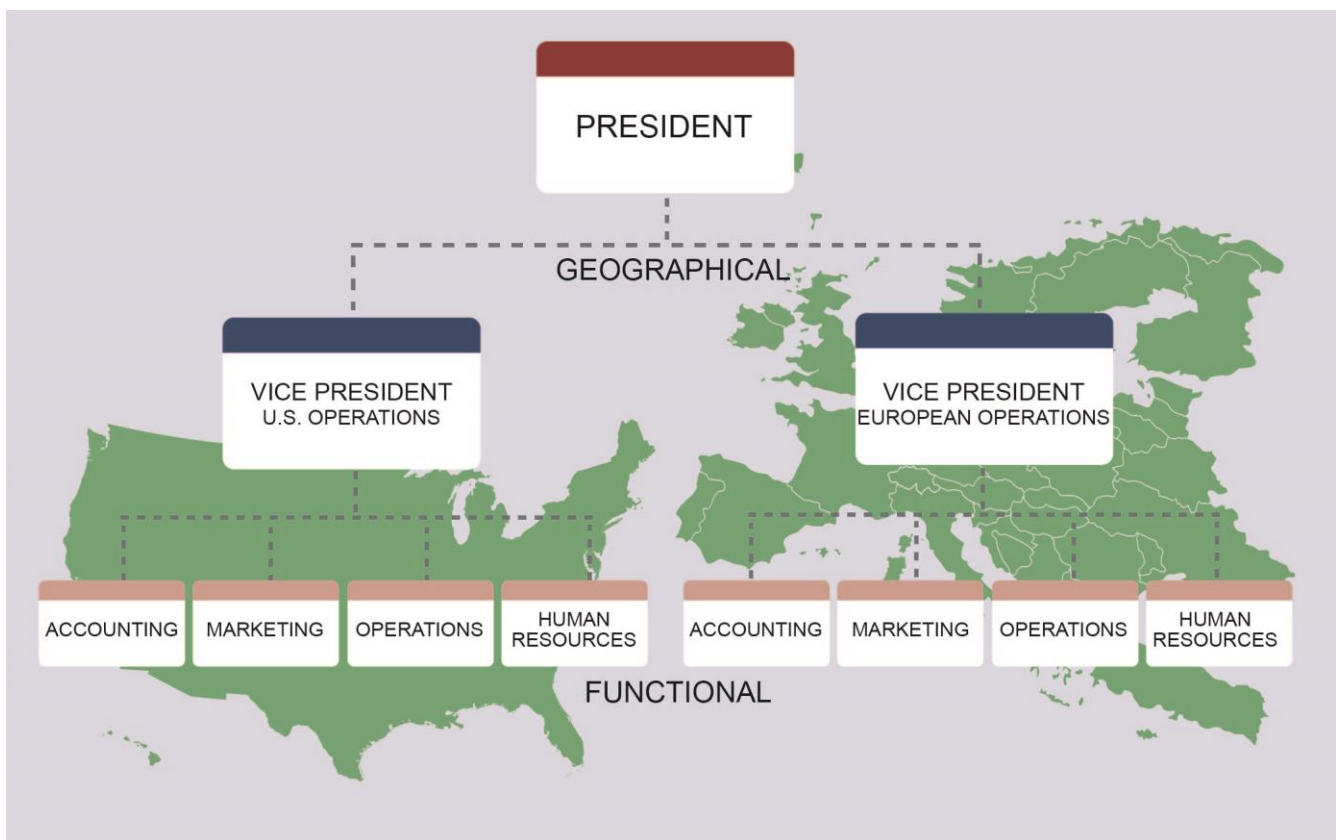 PRESIDENT
GEOGRAPHICAL
VICE PRESIDENT
U.S. OPERATIONS
VICE PRESIDENT
EUROPEAN OPERATIONS
ACCOUNTING
MARKETING
OPERATIONS
HUMAN
RESOURCES
ACCOUNTING
MARKETING
OPERATIONS
HUMAN
RESOURCES
FUNCTIONAL